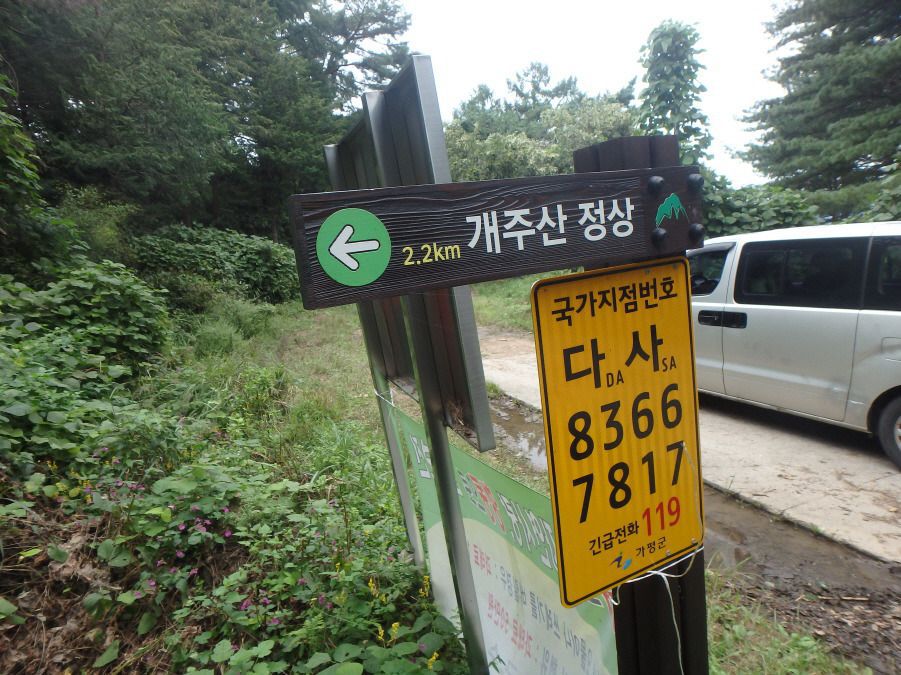 2.2km 개주산 정상
국가지점번호
다 사
DA SA
8366
7817
긴급전화 119
가평군